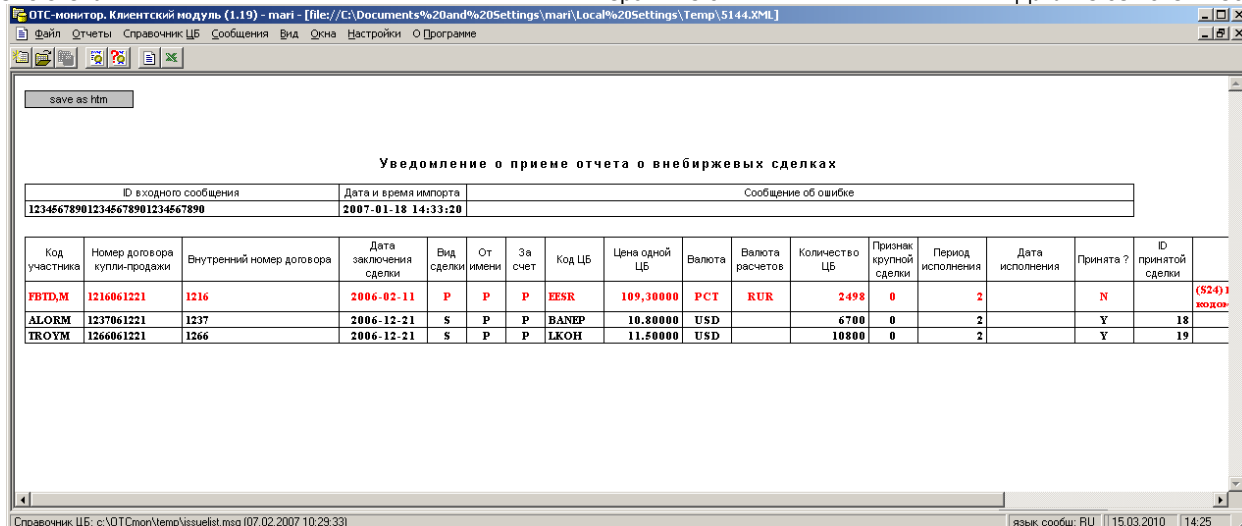 ОТС-монитор. Клиентский модуль (1.19) - mari - [file://C:\Documents%20and%20Settings\mari\Local%20Settings\Temp\5144.XML]
Файл Отчеты Справочник ЦБ Сообщения Вид Окна Настройки О Программе
save as htm
Уведомление о приеме отчета о внебиржевых сделках
ID входного сообщения Дата и время импорта Сообщение об ошибке
123456789012345678901234567890 2007-01-18 14:33:20
Код участника Номер договора купли-продажи Внутренний номер договора Дата заключения сделки Вид сделки От имени За счет Код ЦБ Цена одной ЦБ Валюта Валюта расчетов Количество ЦБ Признак крупной сделки Период исполнения Дата исполнения Принята ? ID принятой сделки
FBTD,M 1216061221 1216 2006-02-11 P P P EESR 109,30000 PCT RUR 2498 0 2 N (S24)
ALORM 1237061221 1237 2006-12-21 S P P BANEP 10.80000 USD 6700 0 2 Y 18
TROYM 1266061221 1266 2006-12-21 S P P LKOH 11.50000 USD 10800 0 2 Y 19
Справочник ЦБ: c:\OTCmon\temp\issuelist.msg (07.02.2007 10:29:33) язык сообщ: RU 15.03.2010 14:25